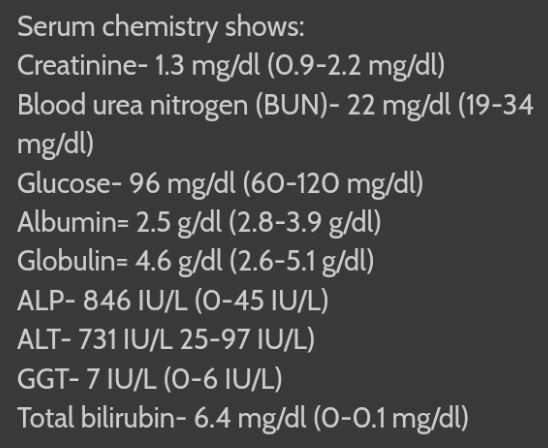 Serum chemistry shows:
Creatinine- 1.3 mg/dl (0.9-2.2 mg/dl)
Blood urea nitrogen (BUN)- 22 mg/dl (19-34
mg/dl)
Glucose- 96 mg/dl (60-120 mg/dl)
Albumin= 2.5 g/dl (2.8-3.9 g/dl)
Globulin= 4.6 g/dl (2.6-5.1 g/dl)
ALP- 846 IU/L (0-45 IU/L)
ALT- 731 IU/L 25-97 IU/L)
GGT- 7 IU/L (0-6 IU/L)
Total bilirubin- 6.4 mg/dl (0-0.1 mg/dl)